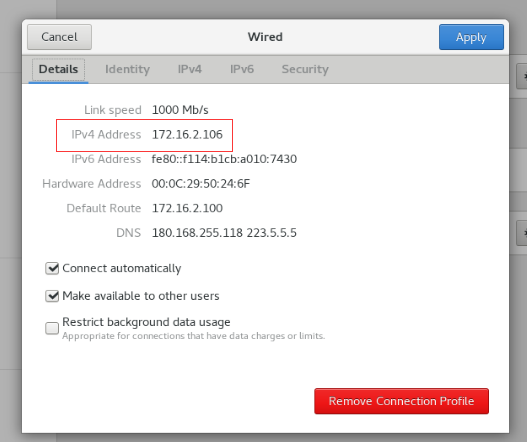 Cancel Wired Apply
Details Identity IPv4 IPv6 Security
Link speed 1000 Mb/s
IPv4 Address 172.16.2.106
IPv6 Address fe80::f114:b1cb:a010:7430
Hardware Address 00:0C:29:50:24:6F
Default Route 172.16.2.100
DNS 180.168.255.118 223.5.5.5
Connect automatically
Make available to other users
Restrict background data usage
Appropriate for connections that have data charges or limits.
Remove Connection Profile